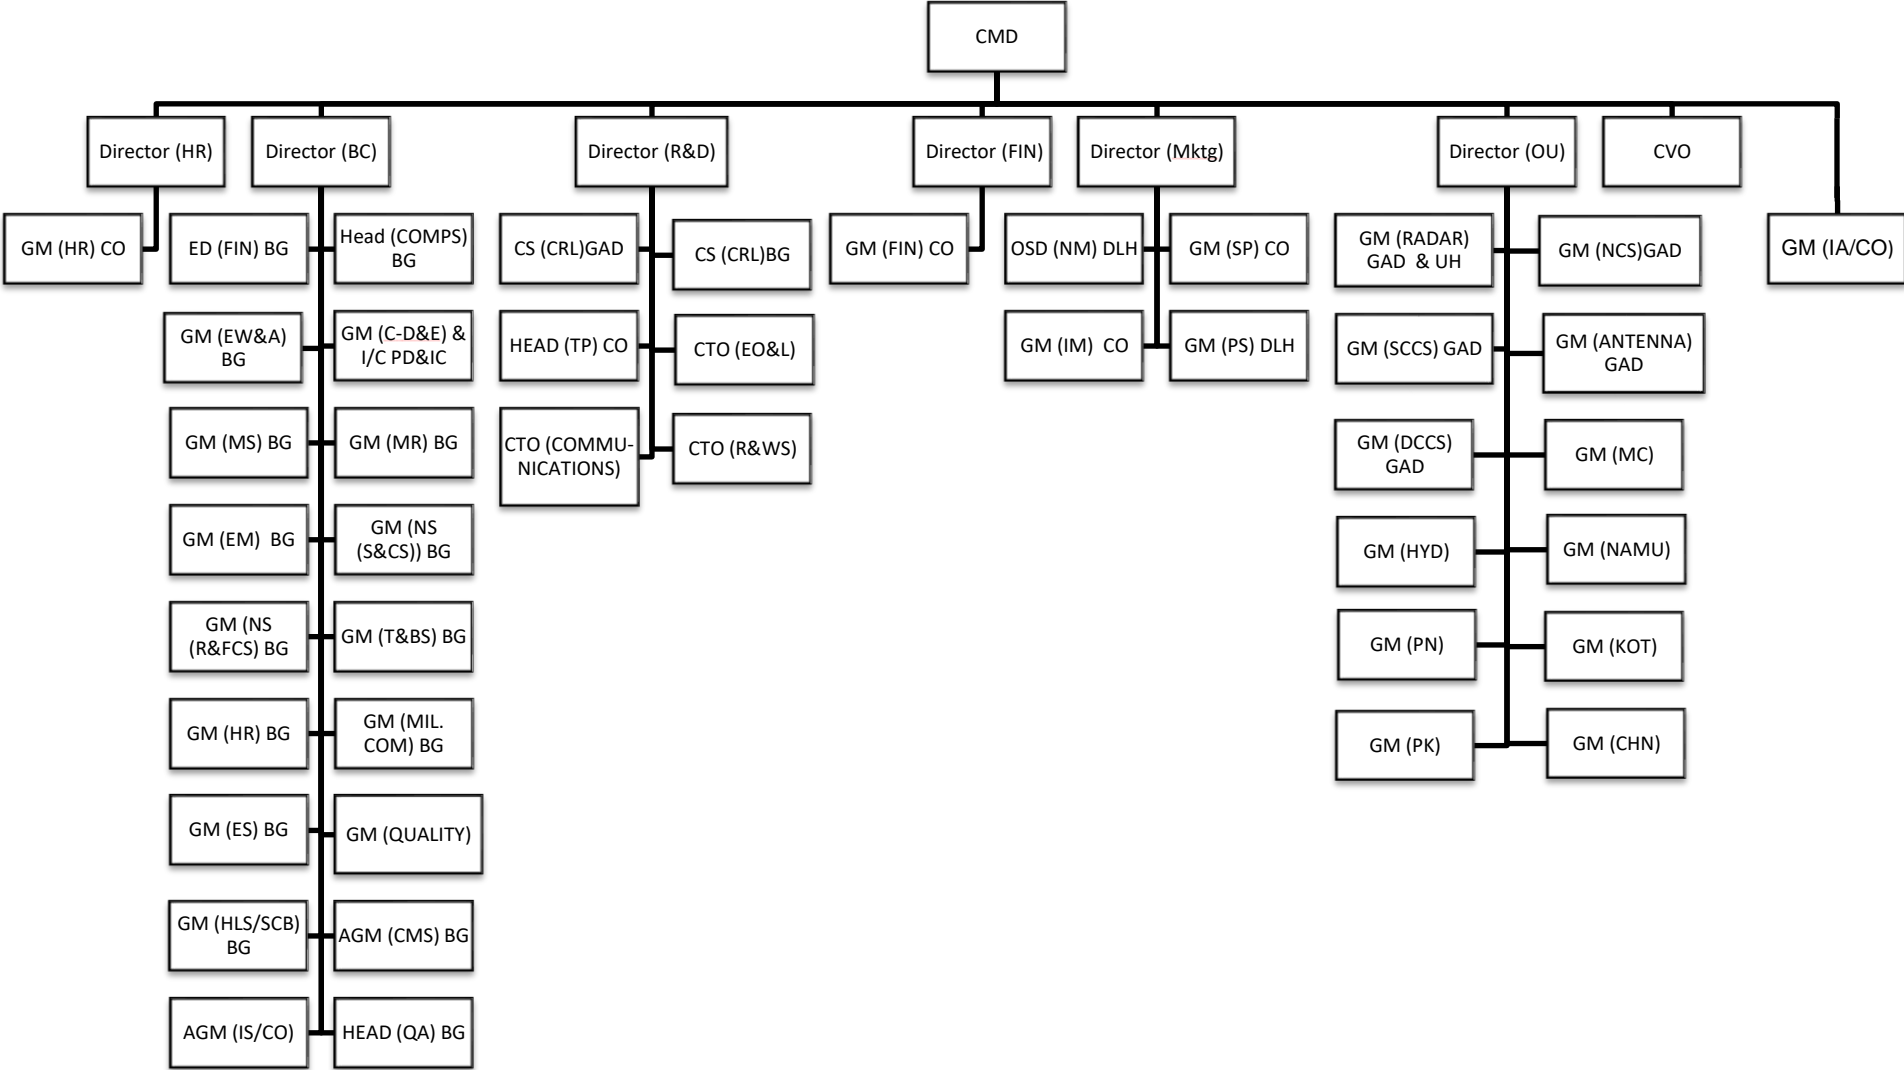 CMD
Director (HR)
Director (BC)
Director (R&D)
Director (FIN)
Director (Mktg)
Director (OU)
CVO
GM (HR) CO
ED (FIN) BG
Head (COMPS)
BG
CS (CRL)GAD
CS (CRL)BG
GM (FIN) CO
OSD (NM) DLH
GM (SP) CO
GM (RADAR)
GAD & UH
GM (NCS)GAD
GM (IA/CO)
GM (EW&A)
BG
GM (C-D&E) &
I/C PD&IC
HEAD (TP) CO
CTO (EO&L)
GM (IM) CO
GM (PS) DLH
GM (SCCS) GAD
GM (ANTENNA)
GAD
GM (MS) BG
GM (MR) BG
CTO (COMMU-
NICATIONS)
CTO (R&WS)
GM (DCCS)
GAD
GM (MC)
GM (EM) BG
GM (NS
(S&CS)) BG
GM (HYD)
GM (NAMU)
GM (NS
(R&FCS) BG
GM (T&BS) BG
GM (PN)
GM (KOT)
GM (HR) BG
GM (MIL.
COM) BG
GM (PK)
GM (CHN)
GM (ES) BG
GM (QUALITY)
GM (HLS/SCB)
BG
AGM (CMS) BG
AGM (IS/CO)
HEAD (QA) BG